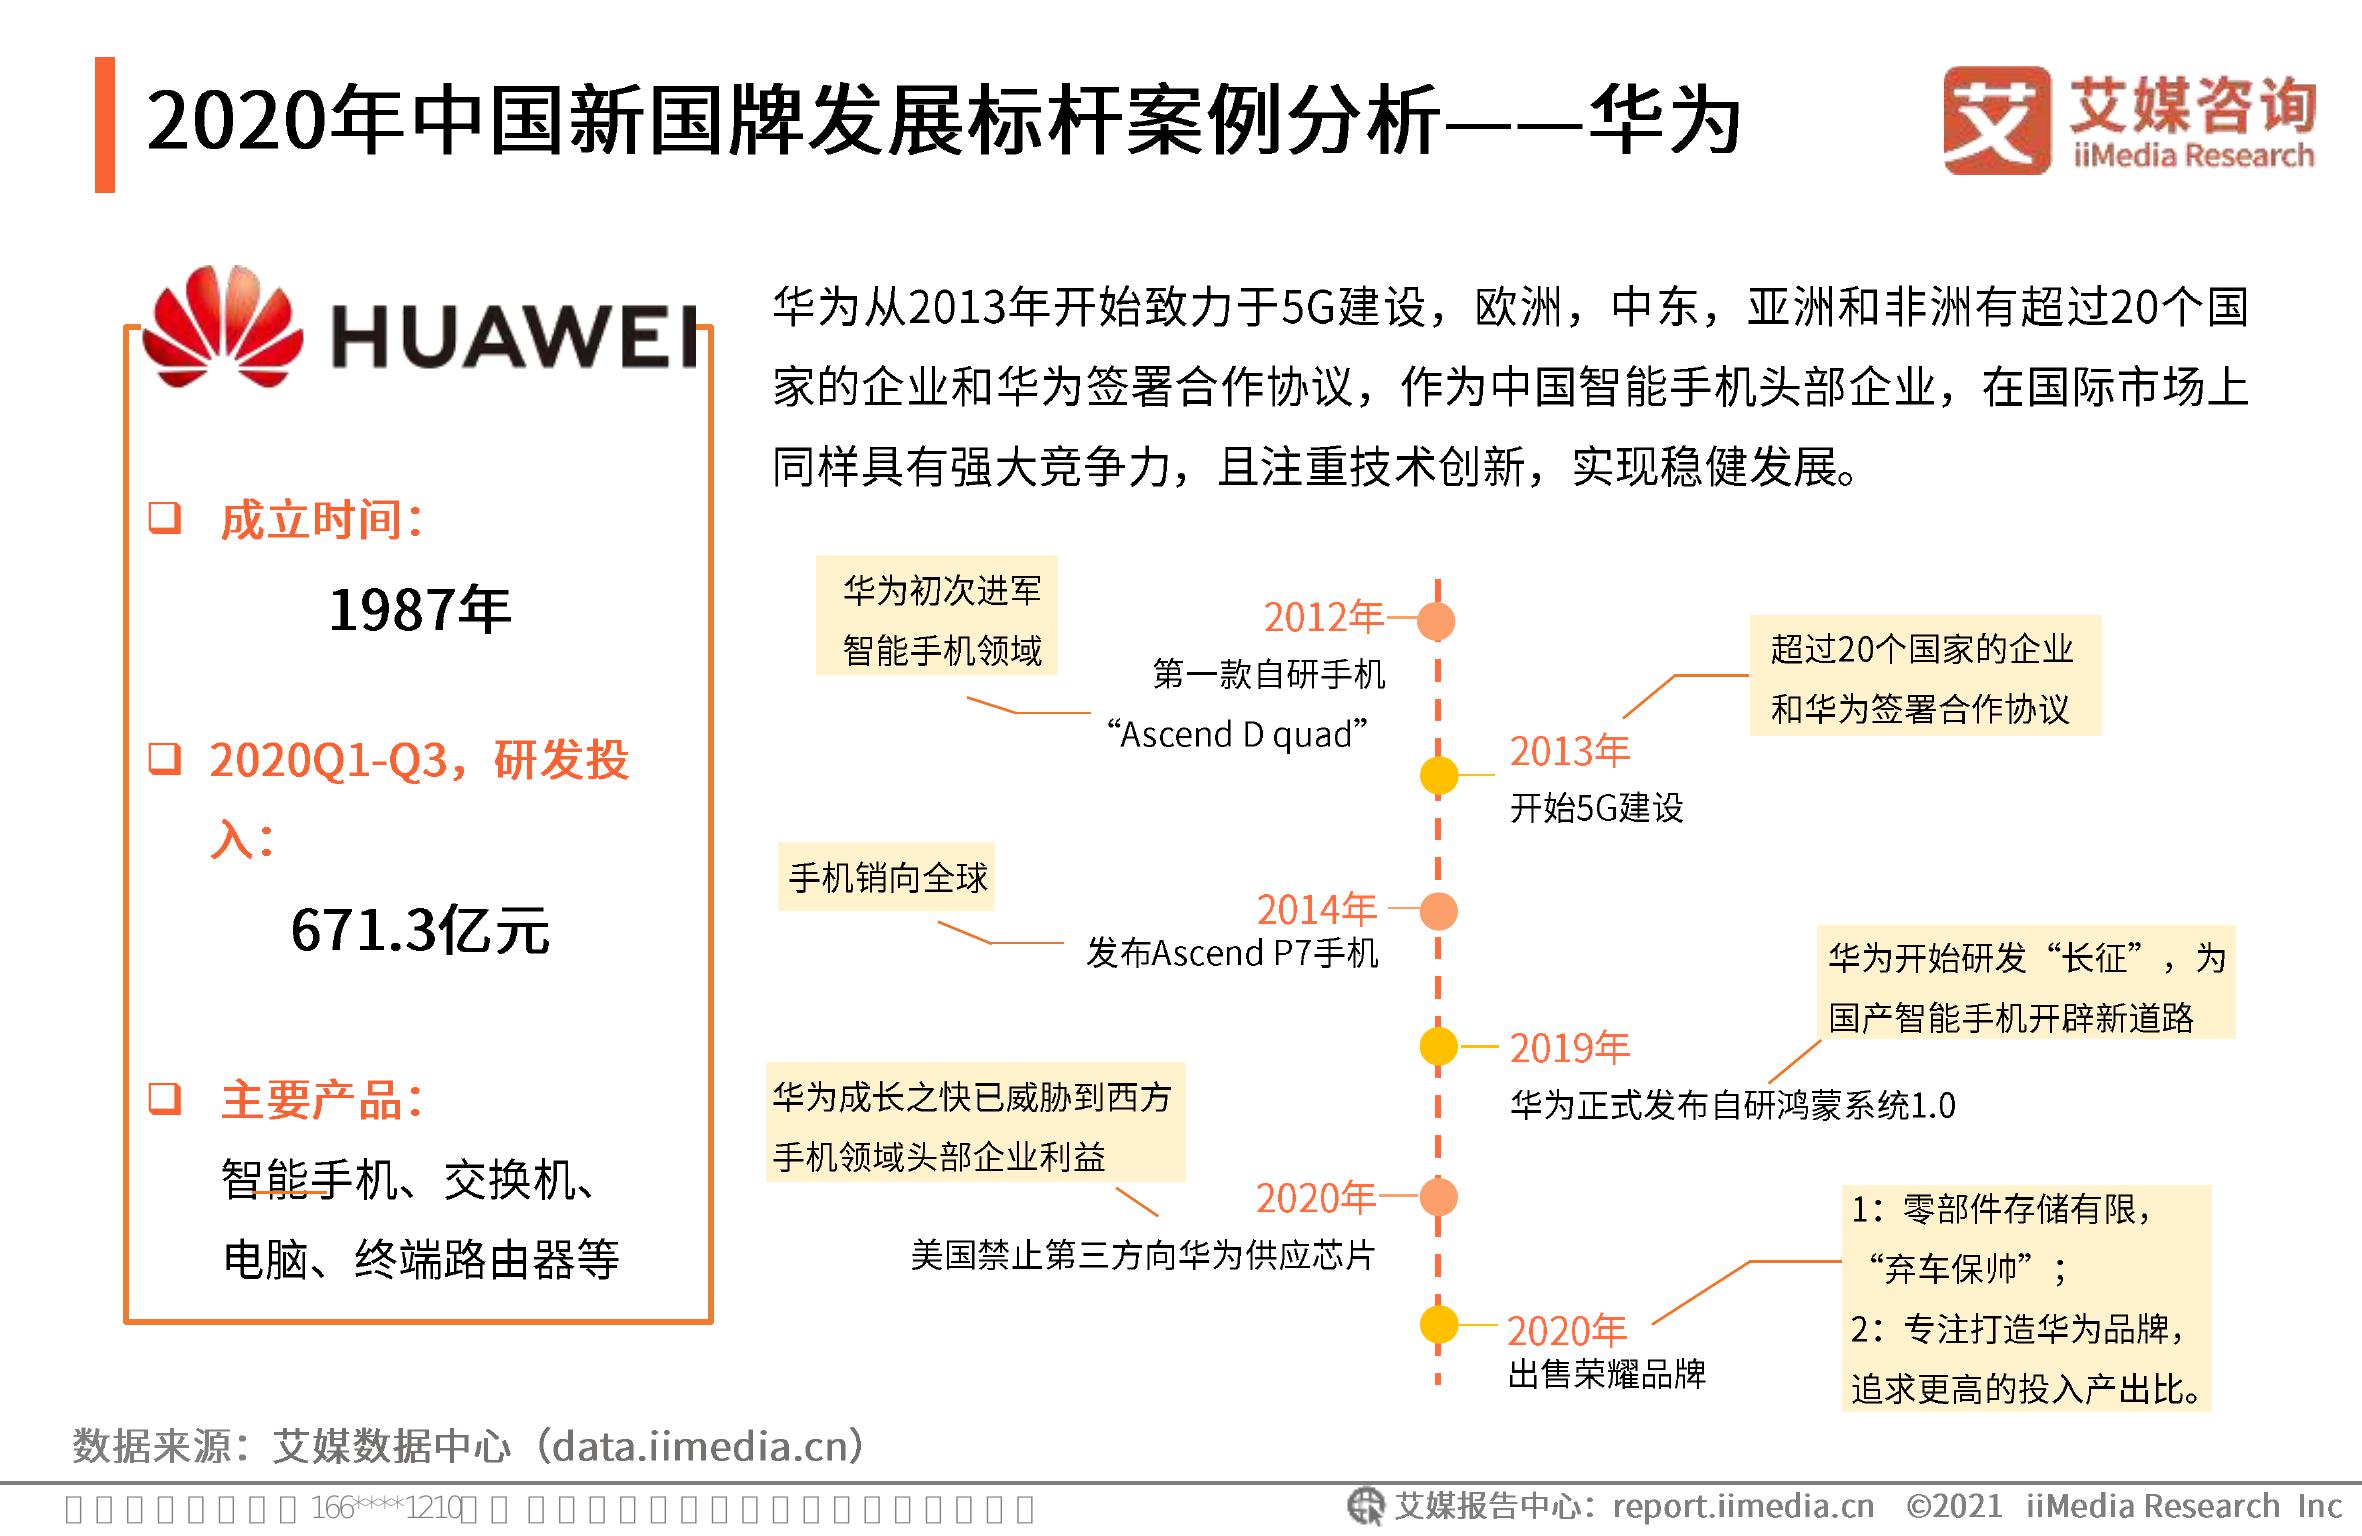 2020年中国新国牌发展标杆案例分析——华为
艾媒咨询
iiMedia Research
HUAWEI
成立时间：
1987年
2020Q1-Q3，研发投
入：
671.3亿元
主要产品：
智能手机、交换机、
电脑、终端路由器等
华为从2013年开始致力于5G建设，欧洲，中东，亚洲和非洲有超过20个国
家的企业和华为签署合作协议，作为中国智能手机头部企业，在国际市场上
同样具有强大竞争力，且注重技术创新，实现稳健发展。
华为初次进军
智能手机领域
2012年
第一款自研手机
“Ascend D quad”
超过20个国家的企业
和华为签署合作协议
2013年
开始5G建设
手机销向全球
2014年
发布Ascend P7手机
华为开始研发“长征”，为
国产智能手机开辟新道路
2019年
华为正式发布自研鸿蒙系统1.0
华为成长之快已威胁到西方
手机领域头部企业利益
2020年
美国禁止第三方向华为供应芯片
1：零部件存储有限，
“弃车保帅”；
2：专注打造华为品牌，
追求更高的投入产出比。
2020年
出售荣耀品牌
数据来源：艾媒数据中心（data.iimedia.cn）
166****1210
艾媒报告中心：report.iimedia.cn ©2021 iiMedia Research Inc